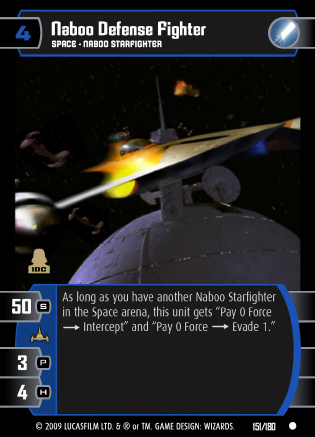 4 Naboo Defense Fighter
SPACE • NABOO STARFIGHTER
IDC
50 S
As long as you have another Naboo Starfighter
in the Space arena, this unit gets “Pay 0 Force
→ Intercept” and “Pay 0 Force → Evade 1.”
3 P
4 H
© 2009 LUCASFILM LTD. & ® or TM. GAME DESIGN: WIZARDS. 151/180 ●